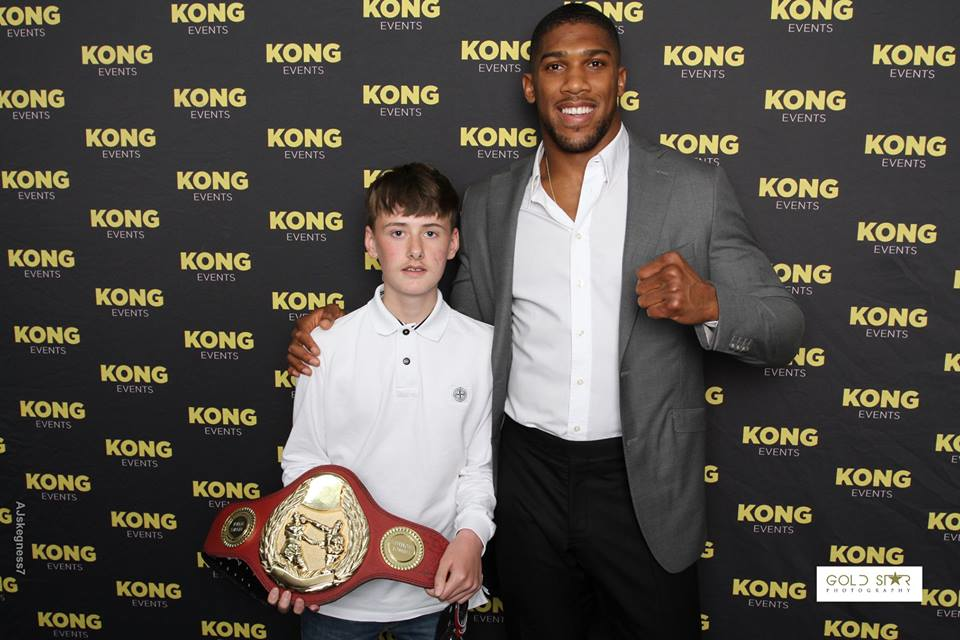 KONG
EVENTS
AJskegness7
GOLD STAR
PHOTOGRAPHY